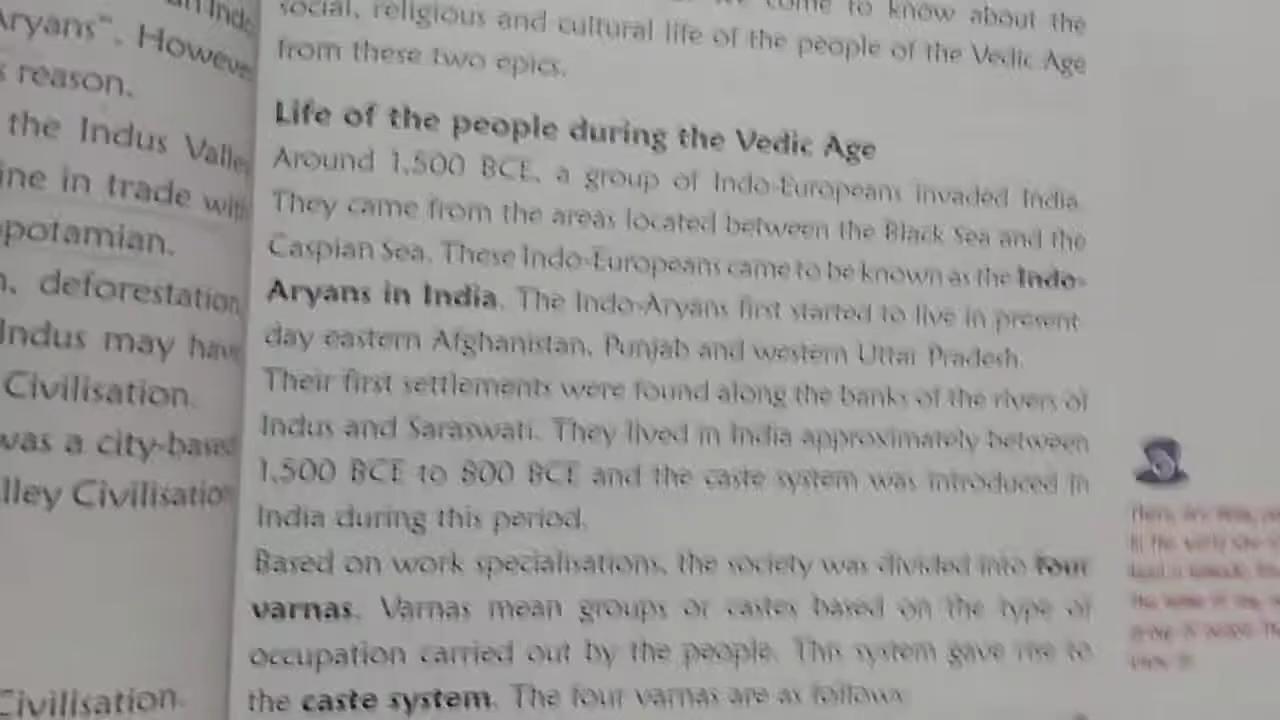 an Indo
Aryans". However
s reason.
the Indus Valley
ine in trade with
potamian.
deforestation
Indus may have
Civilisation.
was a city-based
lley Civilisation
Civilisation.
come to know about the
social, religious and cultural life of the people of the Vedic Age
from these two epics.
Life of the people during the Vedic Age
Around 1,500 BCE, a group of Indo-Europeans invaded India.
They came from the areas located between the Black Sea and the
Caspian Sea. These Indo-Europeans came to be known as the Indo-
Aryans in India. The Indo-Aryans first started to live in present
day eastern Afghanistan, Punjab and western Uttar Pradesh.
Their first settlements were found along the banks of the rivers of
Indus and Saraswati. They lived in India approximately between
1,500 BCE to 800 BCE and the caste system was introduced in
India during this period.
Based on work specialisations, the society was divided into four
varnas. Varnas mean groups or castes based on the type of
occupation carried out by the people. This system gave rise to
the caste system. The four varnas are as follows